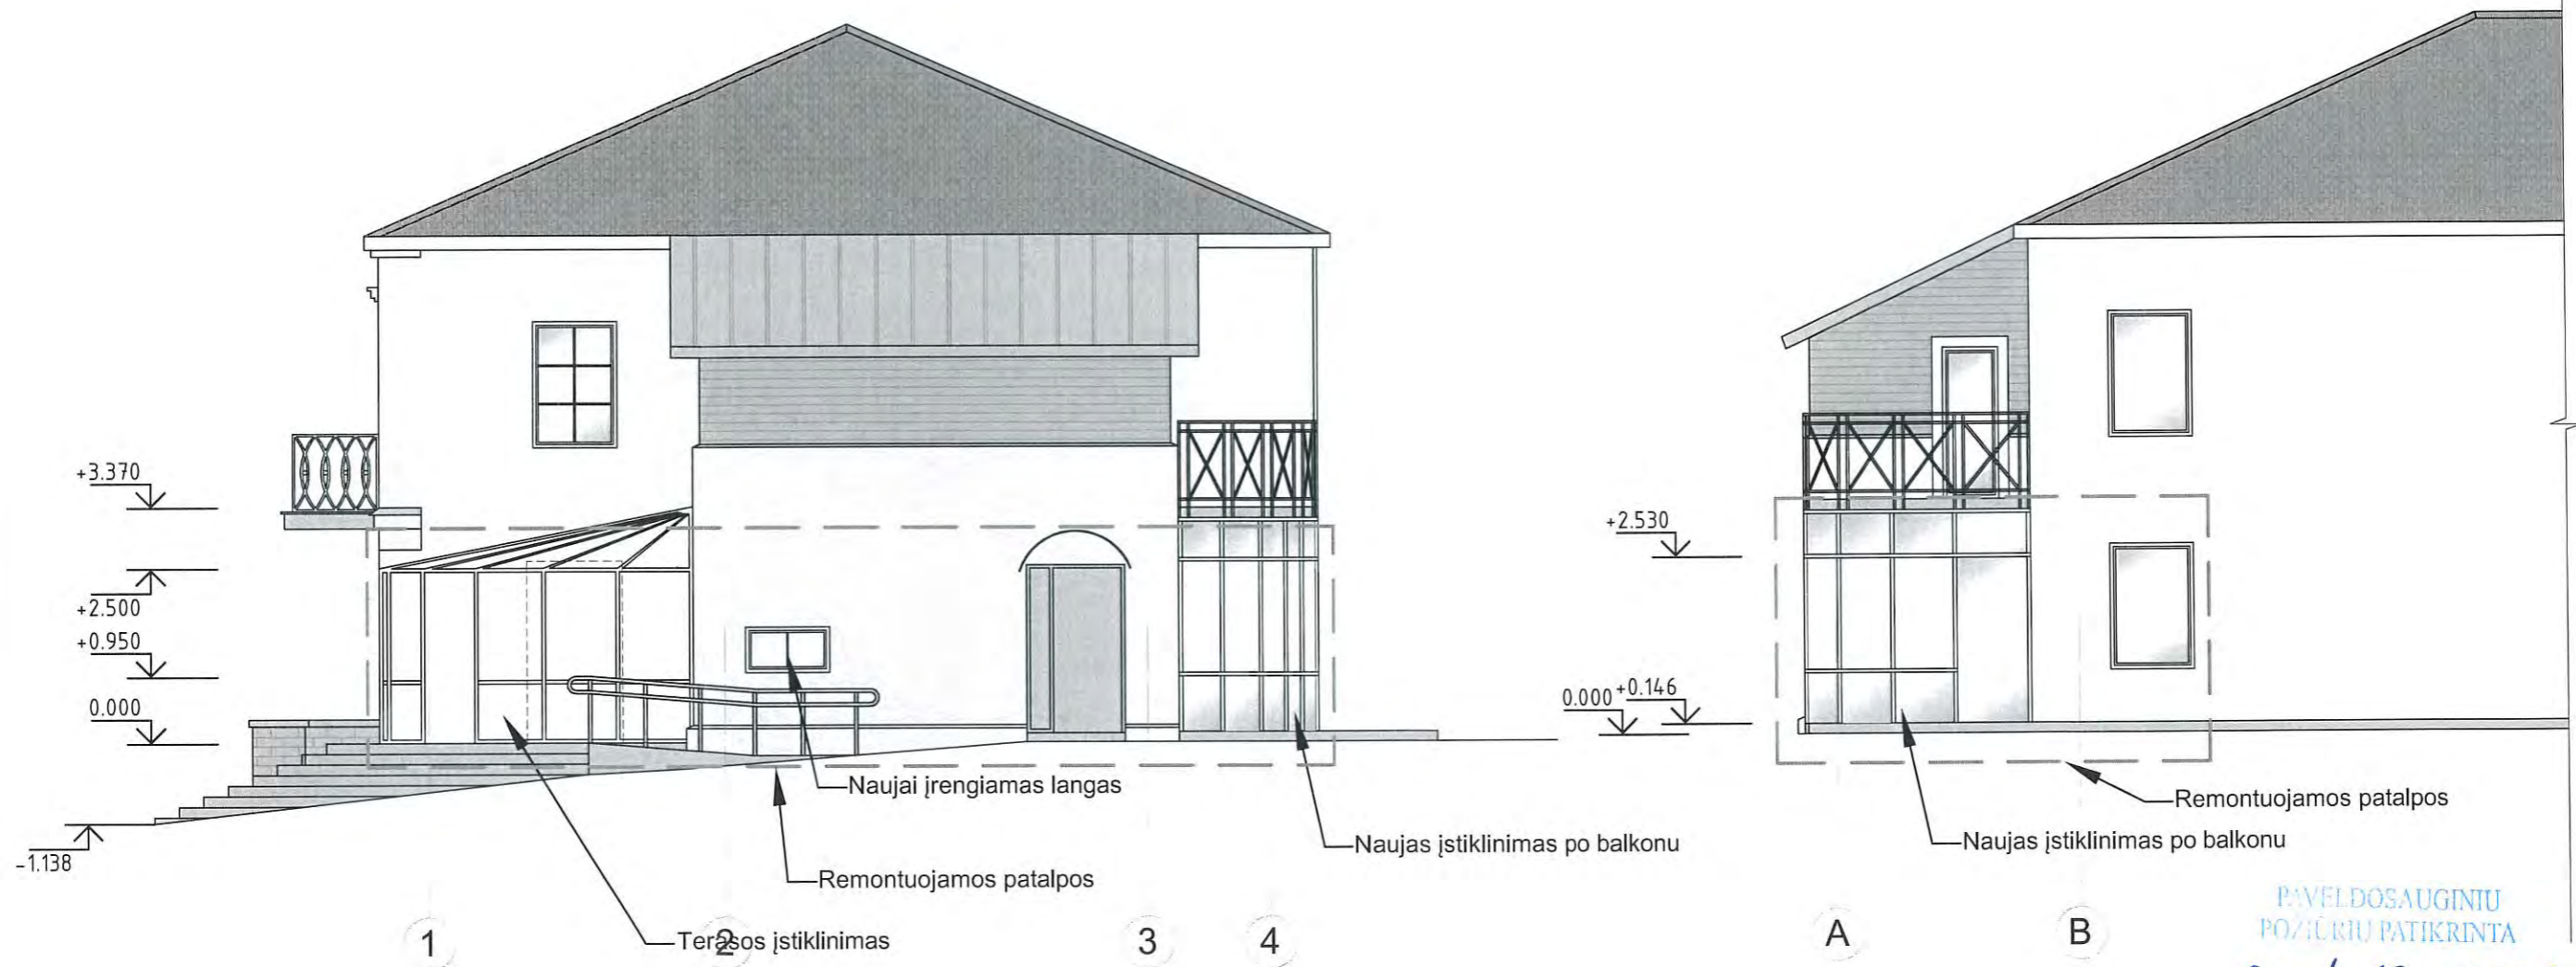 +3.370
+2.500
+0.950
0.000
-1.138
Naujai įrengiamas langas
Remontuojamos patalpos
Terasos įstiklinimas
Naujas įstiklinimas po balkonu
1
2
3
4
+2.530
0.000
+0.146
Remontuojamos patalpos
Naujas įstiklinimas po balkonu
A
B
PAVELDOSAUGINIU
POŽIŪRIU PATIKRINTA